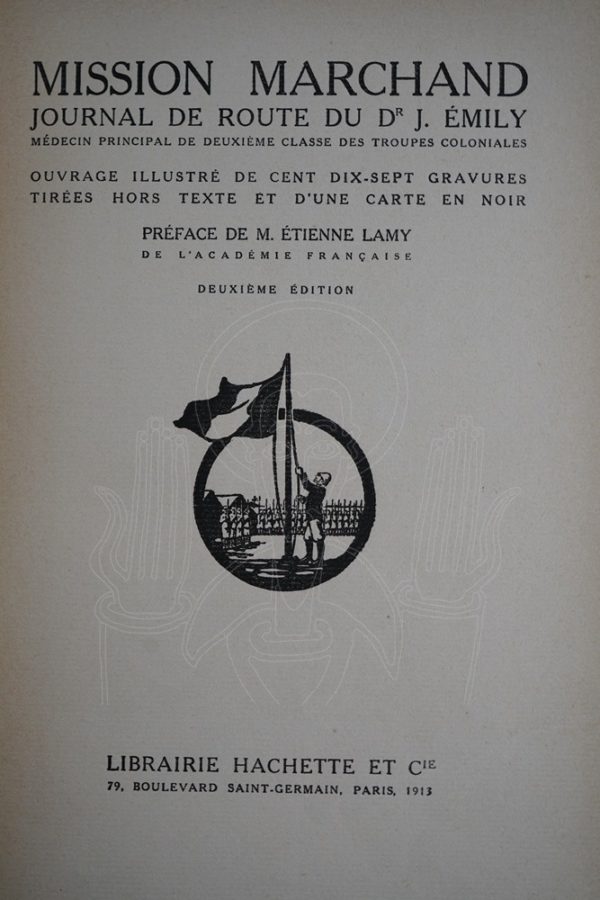 MISSION MARCHAND
JOURNAL DE ROUTE DU DR J. ÉMILY
MÉDECIN PRINCIPAL DE DEUXIÈME CLASSE DES TROUPES COLONIALES
OUVRAGE ILLUSTRÉ DE CENT DIX-SEPT GRAVURES
TIRÉES HORS TEXTE ET D'UNE CARTE EN NOIR
PRÉFACE DE M. ÉTIENNE LAMY
DE L'ACADÉMIE FRANÇAISE
DEUXIÈME ÉDITION
LIBRAIRIE HACHETTE ET CIE
79, BOULEVARD SAINT-GERMAIN, PARIS, 1913